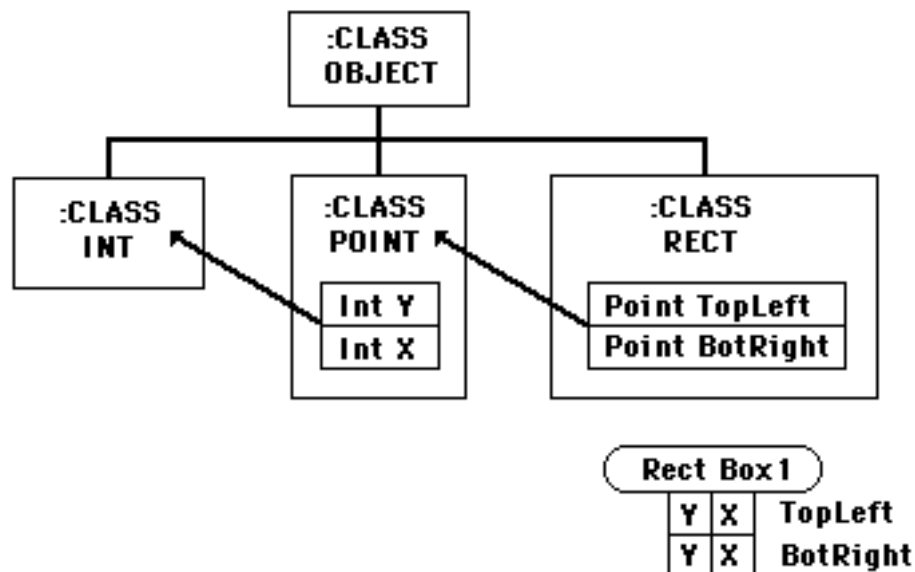 :CLASS
OBJECT
:CLASS
INT
:CLASS
POINT
Int Y
Int X
:CLASS
RECT
Point TopLeft
Point BotRight
Rect Box1
Y X TopLeft
Y X BotRight